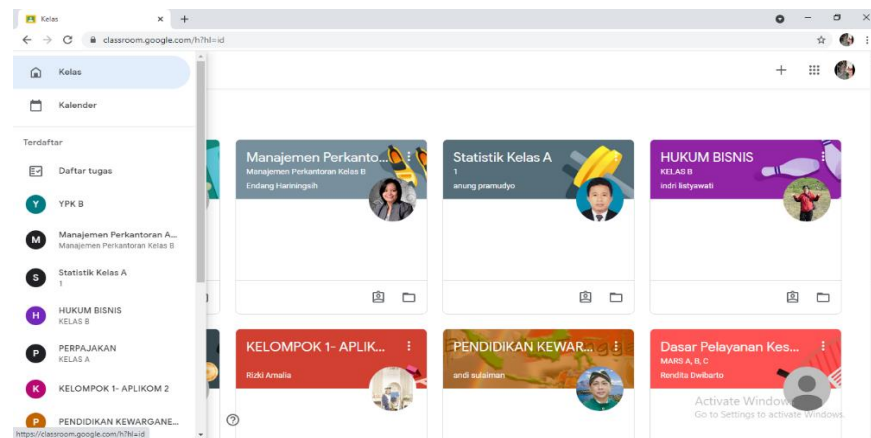 Kelas
classroom.google.com/h?hl=id
Kelas
Kalender
Terdaftar
Daftar tugas
Y YPK B
M Manajemen Perkantoran A...
Manajemen Perkantoran Kelas B
S Statistik Kelas A
1
H HUKUM BISNIS
KELAS B
P PERPAJAKAN
KELAS A
K KELOMPOK 1- APLIKOM 2
P PENDIDIKAN KEWARGANE...
https://classroom.google.com/h?hl=id
Manajemen Perkanto...
Manajemen Perkantoran Kelas B
Endang Hariningsih
Statistik Kelas A
1
anung pramudyo
HUKUM BISNIS
KELAS B
indri listyawati
KELOMPOK 1- APLIK...
Rizki Amalia
PENDIDIKAN KEWAR...
andi sulaiman
Dasar Pelayanan Kes...
MARS A, B, C
Rendita Dwibarto
Activate Windows
Go to Settings to activate Windows.